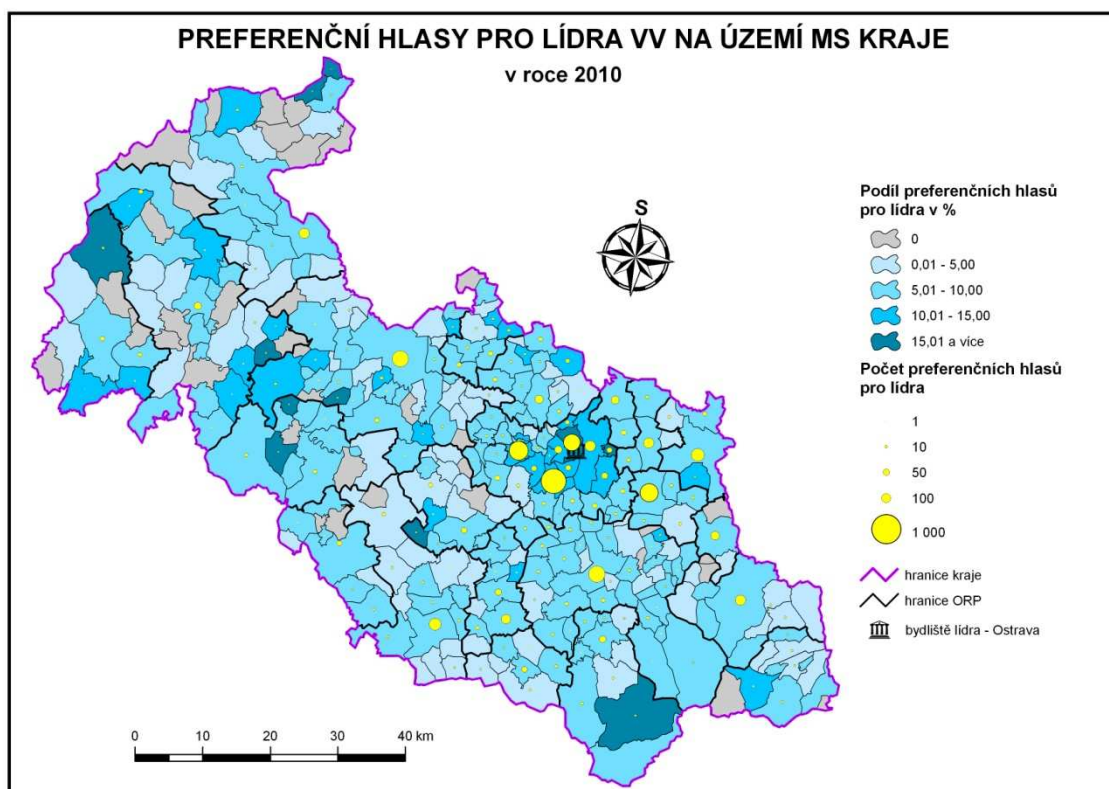 PREFERENČNÍ HLASY PRO LÍDRA VV NA ÚZEMÍ MS KRAJE
v roce 2010
S
Podíl preferenčních hlasů
pro lídra v %
0
0,01 - 5,00
5,01 - 10,00
10,01 - 15,00
15,01 a více
Počet preferenčních hlasů
pro lídra
1
10
50
100
1 000
hranice kraje
hranice ORP
bydliště lídra - Ostrava
0 10 20 30 40 km